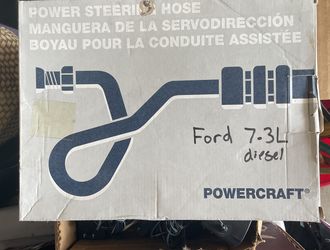 POWER STEERING HOSE
MANGUERA DE LA SERVODIRECCIÓN
BOYAU POUR LA CONDUITE ASSISTÉE
Ford 7.3L
diesel
POWERCRAFT®